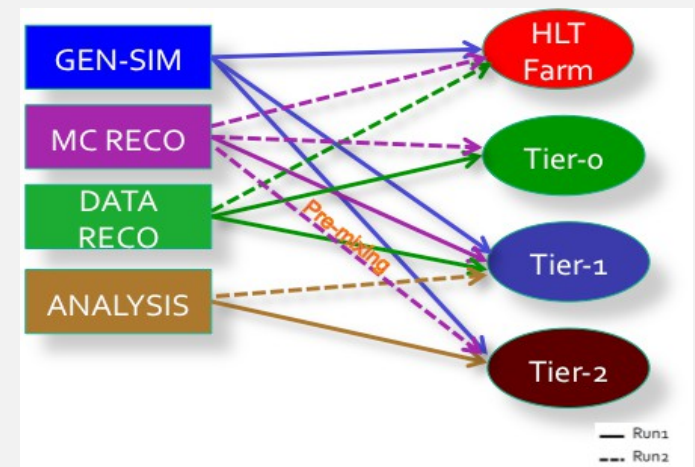 GEN-SIM
MC RECO
DATA
RECO
ANALYSIS
Pre-mixing
HLT
Farm
Tier-0
Tier-1
Tier-2
Run1
Run2